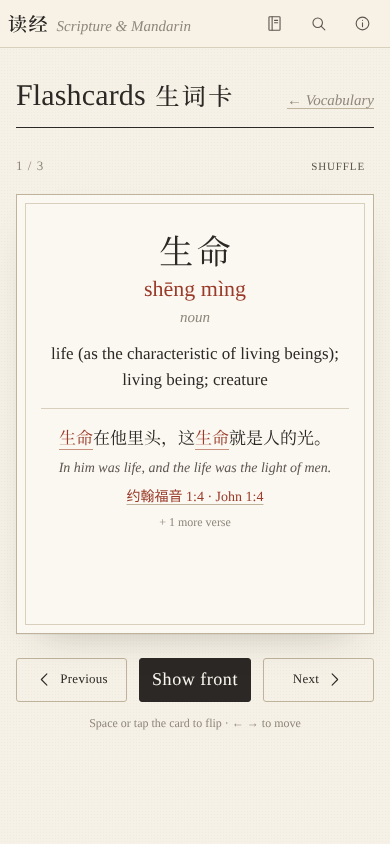 读经 Scripture & Mandarin
Flashcards 生词卡
← Vocabulary
1 / 3
SHUFFLE
生命
shēng mìng
noun
life (as the characteristic of living beings);
living being; creature
生命在他里头，这生命就是人的光。
In him was life, and the life was the light of men.
约翰福音 1:4 · John 1:4
+ 1 more verse
Previous
Show front
Next
Space or tap the card to flip · ← → to move